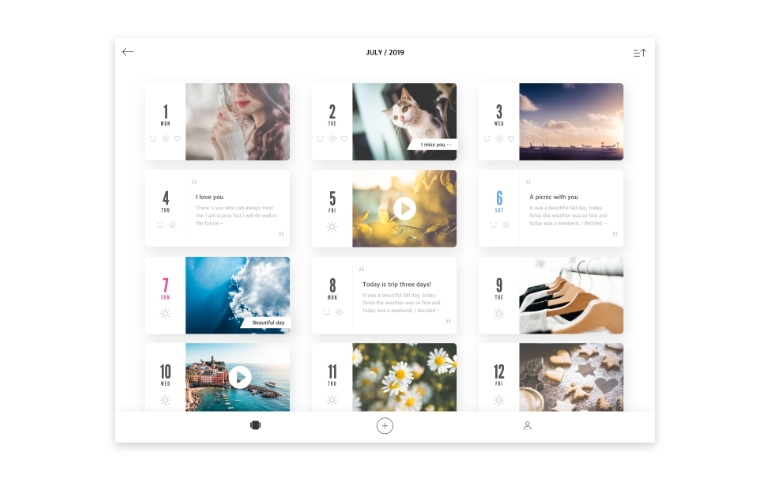 JULY / 2019
1
MON
2
TUE
I miss you ···
3
WED
4
THU
"
I love you
There is you who can always trust
me. I am scarce, but I will do well in
the future ···
"
5
FRI
6
SAT
"
A picnic with you
It was a beautiful fall day, today.
Since the weather was so fine and
today was a weekend, I decided ···
"
7
SUN
Beautiful day
8
MON
"
Today is trip three days!
It was a beautiful fall day, today.
Since the weather was so fine and
today was a weekend, I decided ···
"
9
TUE
10
WED
11
THU
12
FRI